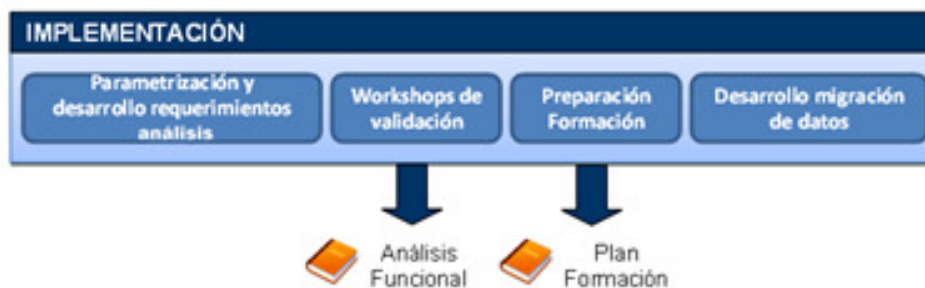 IMPLEMENTACIÓN
Parametrización y
desarrollo requerimientos
análisis
Workshops de
validación
Preparación
Formación
Desarrollo migración
de datos
Análisis
Funcional
Plan
Formación